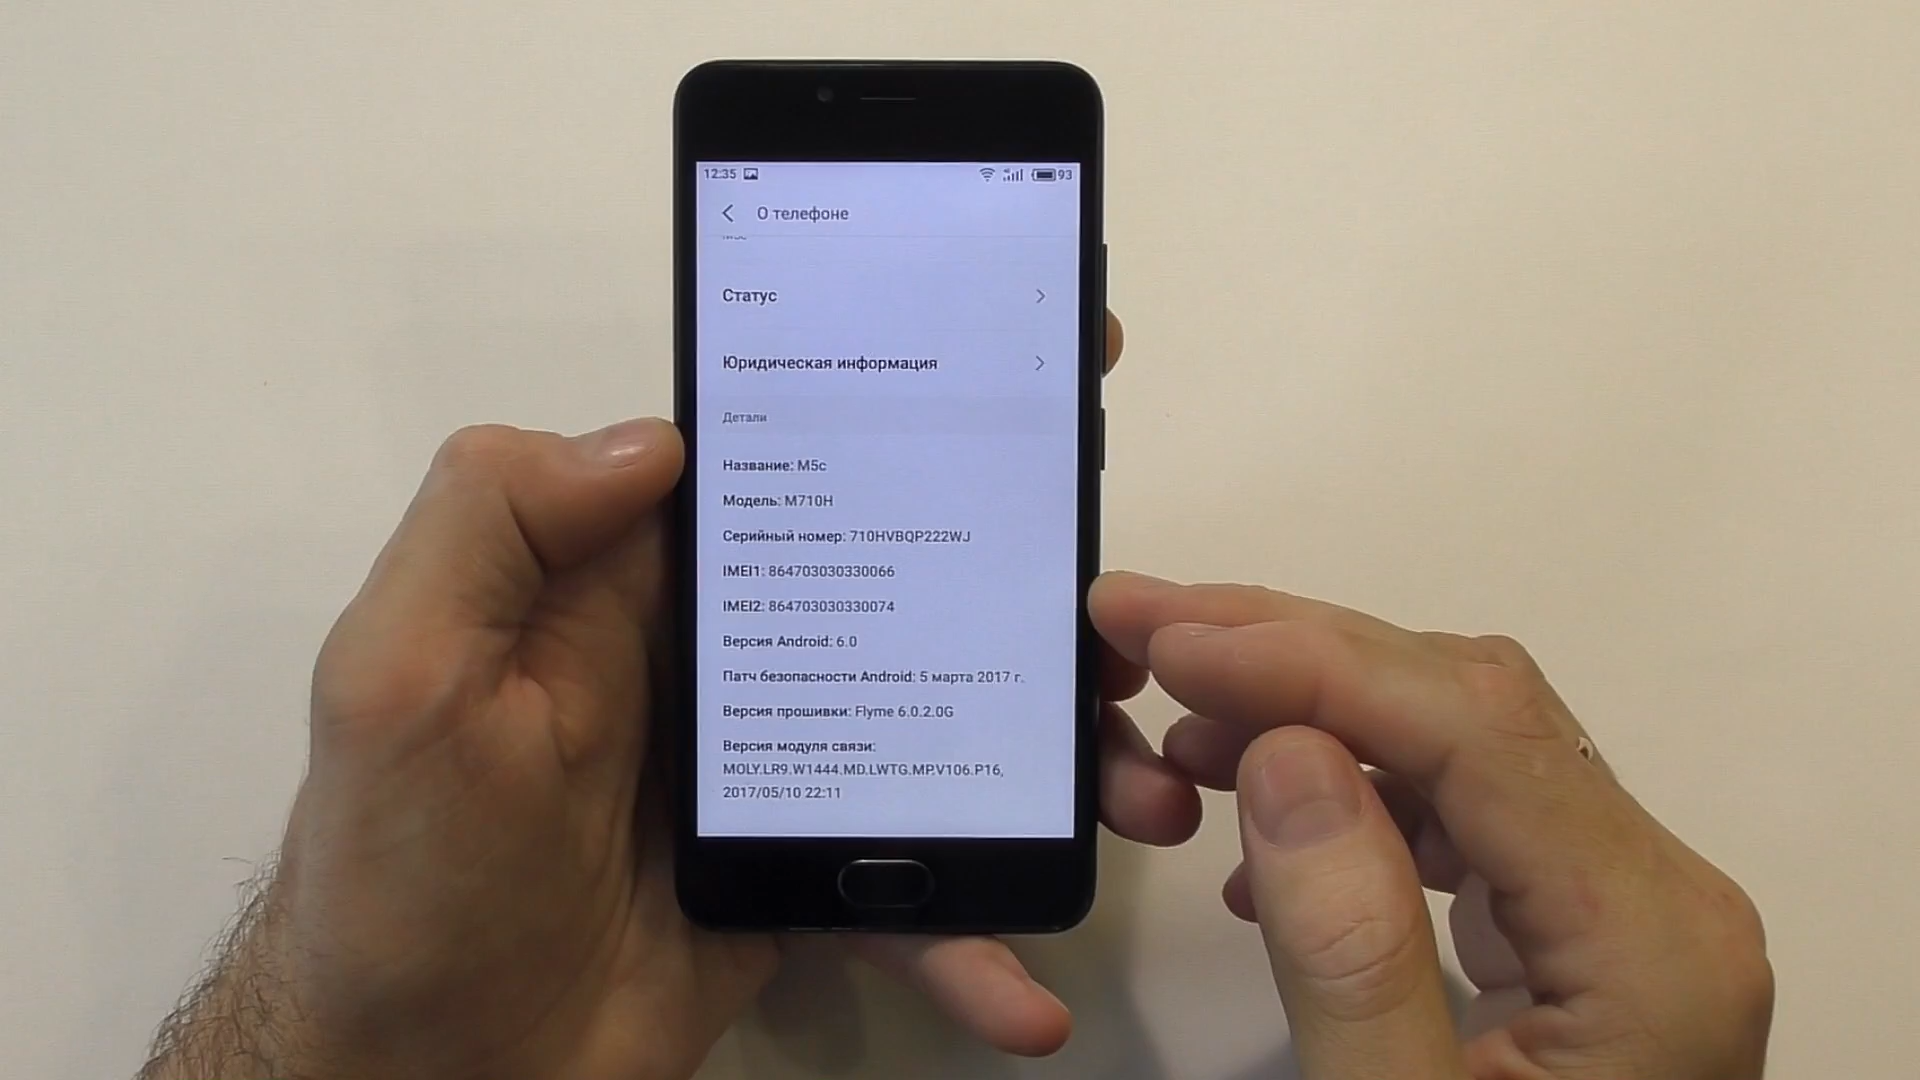 12:35 93
О телефоне
Статус
Юридическая информация
Детали
Название: M5c
Модель: M710H
Серийный номер: 710HVBQP222WJ
IMEI1: 864703030330066
IMEI2: 864703030330074
Версия Android: 6.0
Патч безопасности Android: 5 марта 2017 г.
Версия прошивки: Flyme 6.0.2.0G
Версия модуля связи:
MOLY.LR9.W1444.MD.LWTG.MP.V106.P16,
2017/05/10 22:11